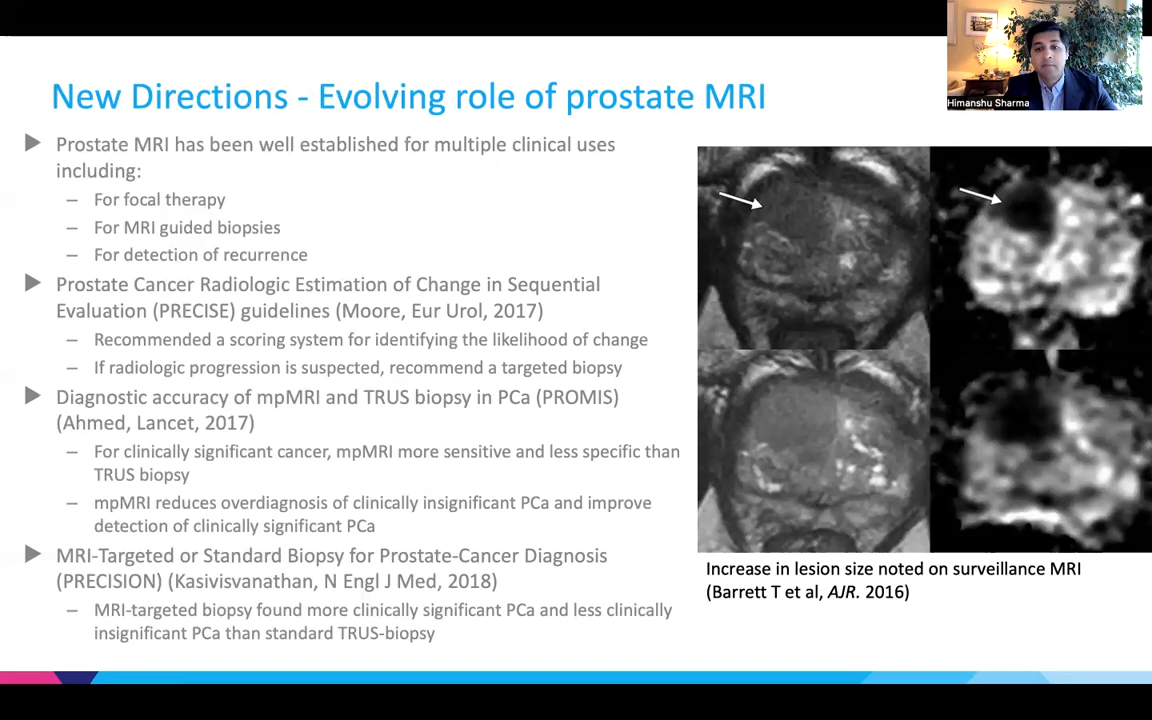 New Directions - Evolving role of prostate MRI
Himanshu Sharma
▶ Prostate MRI has been well established for multiple clinical uses
including:
– For focal therapy
– For MRI guided biopsies
– For detection of recurrence
▶ Prostate Cancer Radiologic Estimation of Change in Sequential
Evaluation (PRECISE) guidelines (Moore, Eur Urol, 2017)
– Recommended a scoring system for identifying the likelihood of change
– If radiologic progression is suspected, recommend a targeted biopsy
▶ Diagnostic accuracy of mpMRI and TRUS biopsy in PCa (PROMIS)
(Ahmed, Lancet, 2017)
– For clinically significant cancer, mpMRI more sensitive and less specific than
TRUS biopsy
– mpMRI reduces overdiagnosis of clinically insignificant PCa and improve
detection of clinically significant PCa
▶ MRI-Targeted or Standard Biopsy for Prostate-Cancer Diagnosis
(PRECISION) (Kasivisvanathan, N Engl J Med, 2018)
– MRI-targeted biopsy found more clinically significant PCa and less clinically
insignificant PCa than standard TRUS-biopsy
Increase in lesion size noted on surveillance MRI
(Barrett T et al, AJR. 2016)